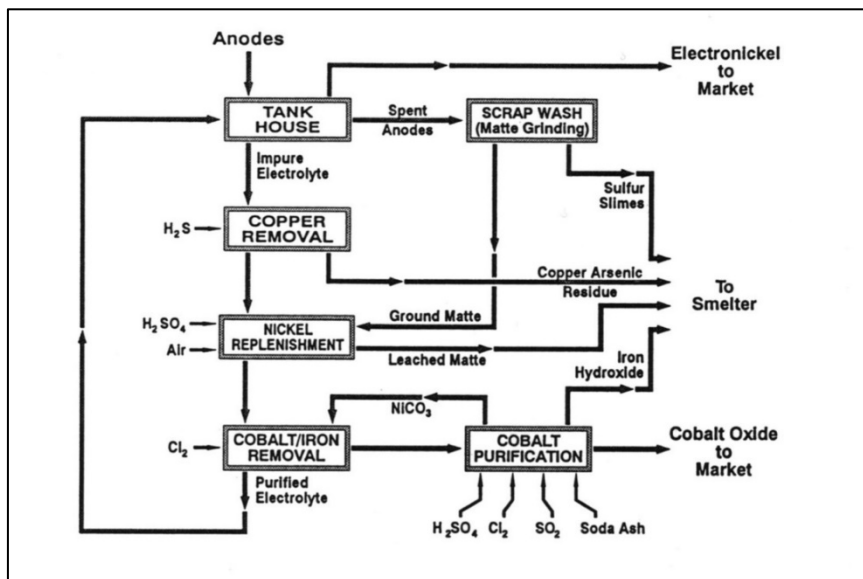 Anodes
Electronickel
to
Market
TANK
HOUSE
Spent
Anodes
SCRAP WASH
(Matte Grinding)
Impure
Electrolyte
Sulfur
Slimes
H₂S
COPPER
REMOVAL
Copper Arsenic
Residue
To
Smelter
H₂SO₄
Air
NICKEL
REPLENISHMENT
Ground Matte
Leached Matte
Iron
Hydroxide
NiCO₃
Cl₂
COBALT/IRON
REMOVAL
COBALT
PURIFICATION
Cobalt Oxide
to
Market
Purified
Electrolyte
H₂SO₄ Cl₂ SO₂ Soda Ash